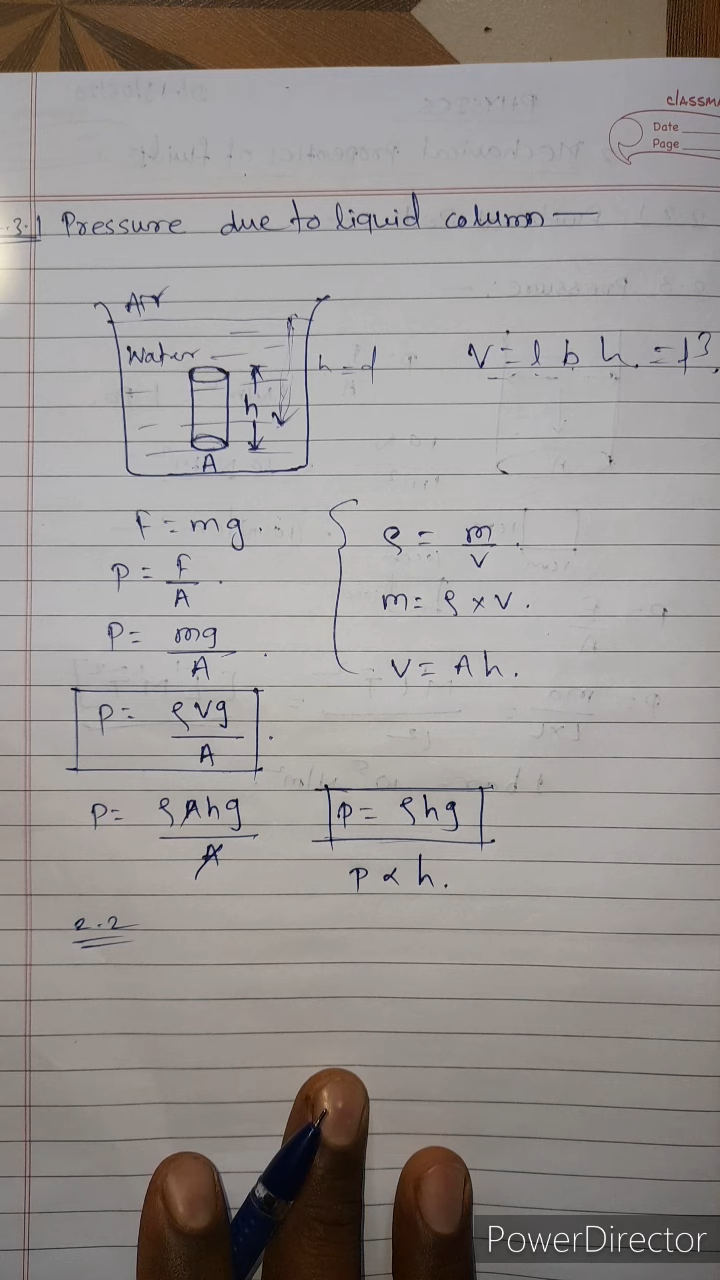 classm
Date
Page
.3.1 Pressure due to liquid column —
Air
Water
h = d
V = l b h. = l³
h
A
F = mg.
ρ = m/V.
P = F/A.
m = ρ × V.
P = mg/A.
V = Ah.
P = ρVg/A.
P = ρAhg/A
P = ρhg
P ∝ h.
2.2
PowerDirector